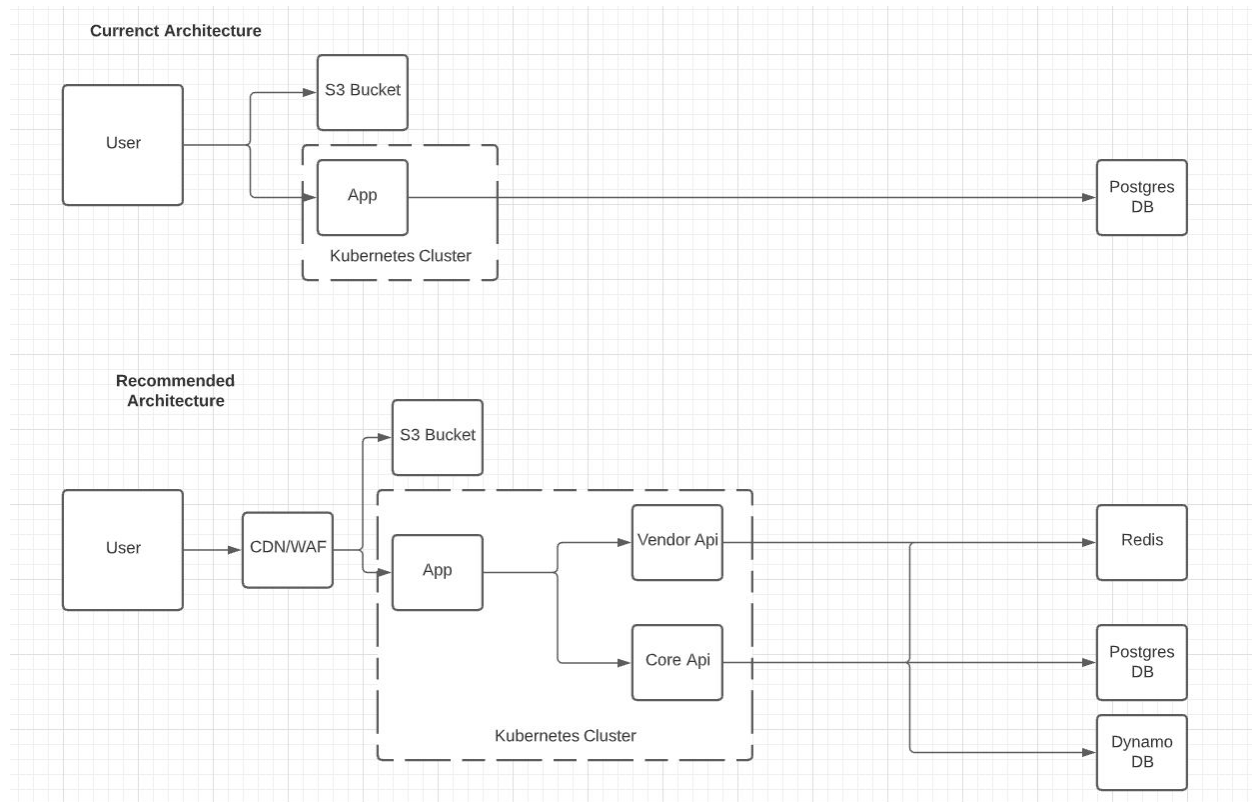 Currenct Architecture
S3 Bucket
User
App
Postgres
DB
Kubernetes Cluster
Recommended
Architecture
S3 Bucket
User
CDN/WAF
App
Vendor Api
Redis
Core Api
Postgres
DB
Kubernetes Cluster
Dynamo
DB